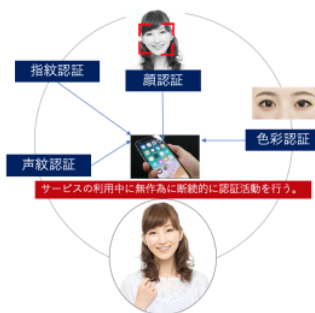 指紋認証
顔認証
色彩認証
声紋認証
サービスの利用中に無作為に断続的に認証活動を行う。